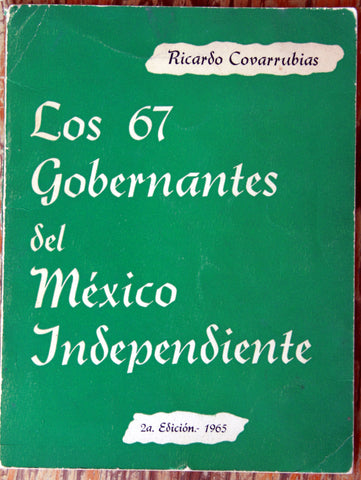 Ricardo Covarrubias
Los 67
Gobernantes
del
México
Independiente
2a. Edición.- 1965